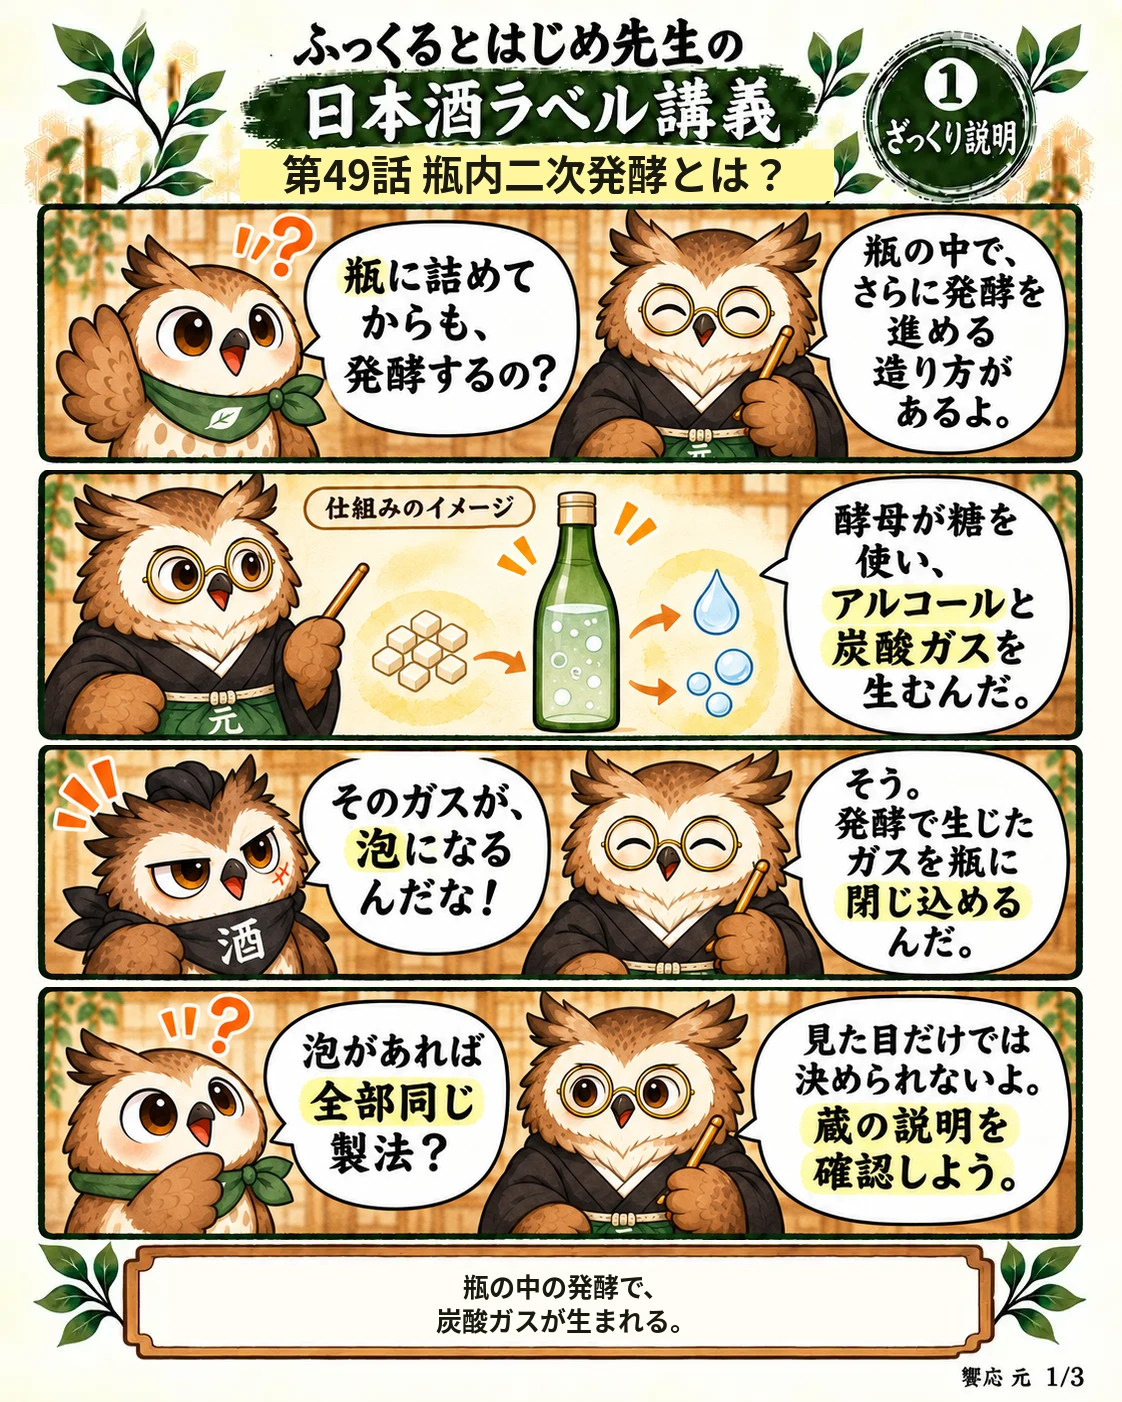 ふっくるとはじめ先生の
日本酒ラベル講義
1
ざっくり説明
第49話 瓶内二次発酵とは？
瓶に詰めて
からも、
発酵するの?
瓶の中で、
さらに発酵を
進める
造り方が
あるよ。
元
仕組みのイメージ
酵母が糖を
使い、
アルコールと
炭酸ガスを
生むんだ。
元
そのガスが、
泡になる
んだな!
酒
そう。
発酵で生じた
ガスを瓶に
閉じ込める
んだ。
泡があれば
全部同じ
製法?
見た目だけでは
決められないよ。
蔵の説明を
確認しよう。
元
瓶の中の発酵で、
炭酸ガスが生まれる。
饗応 元 1/3